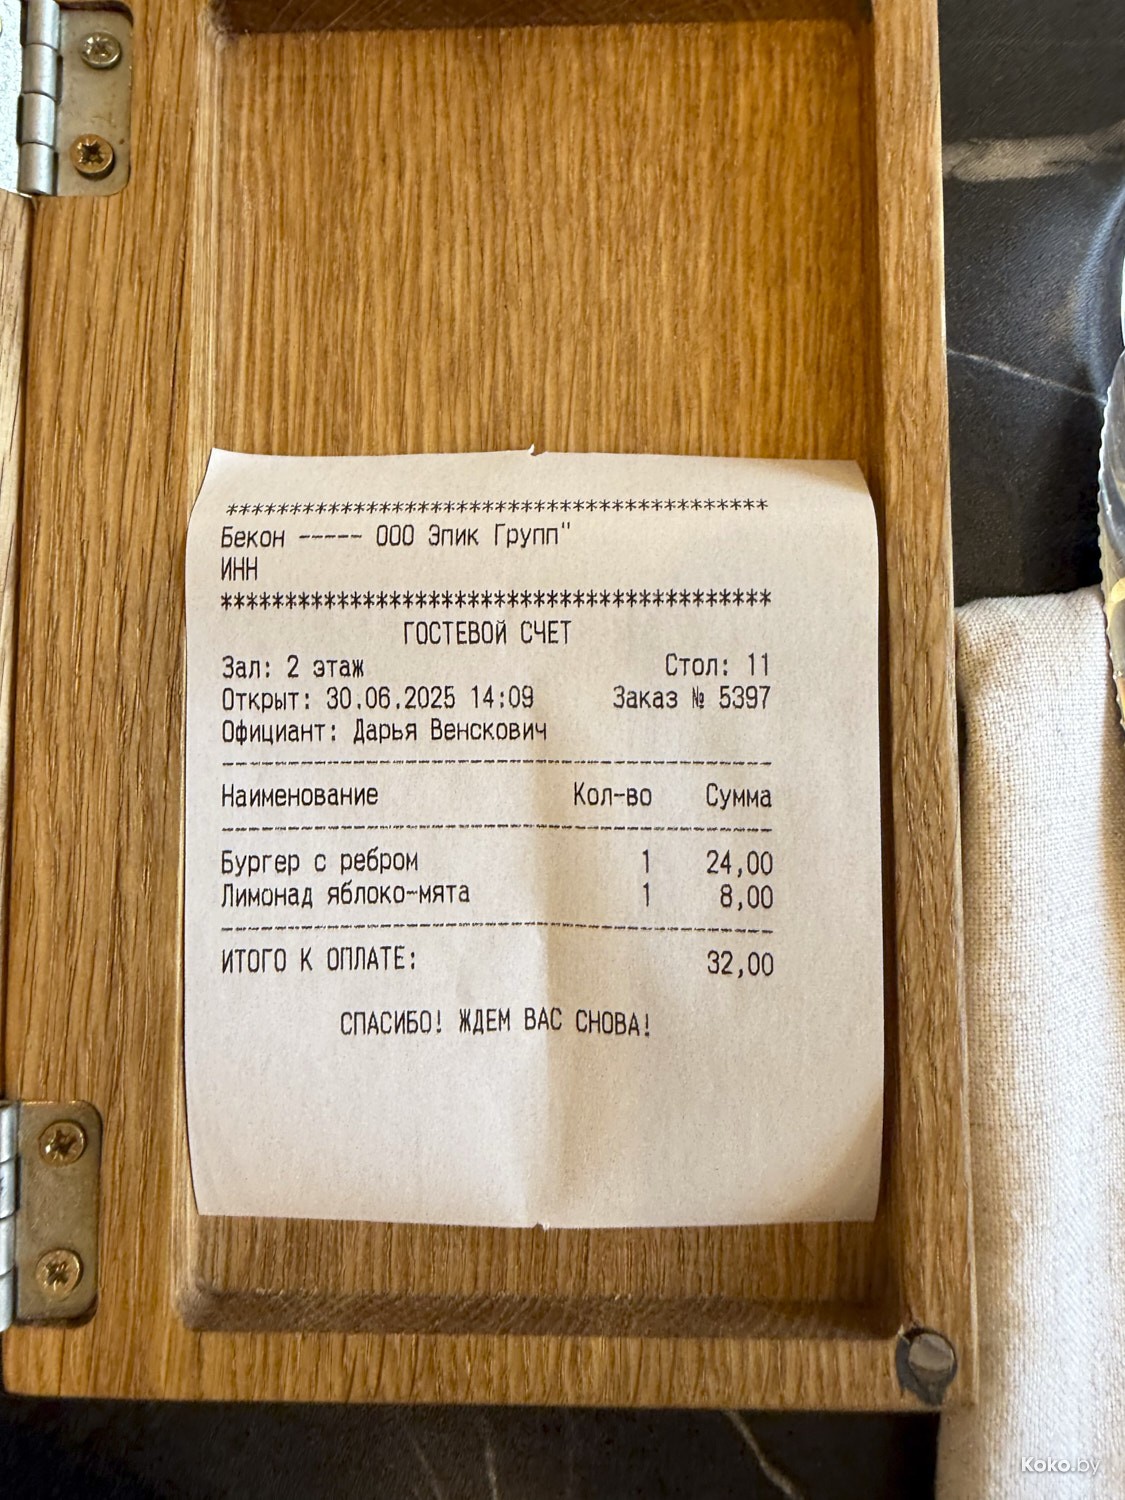 ******************************************
Бекон ----- ООО Эпик Групп"
ИНН
******************************************
ГОСТЕВОЙ СЧЕТ
Зал: 2 этаж Стол: 11
Открыт: 30.06.2025 14:09 Заказ № 5397
Официант: Дарья Венскович
Наименование Кол-во Сумма
Бургер с ребром 1 24,00
Лимонад яблоко-мята 1 8,00
ИТОГО К ОПЛАТЕ: 32,00
СПАСИБО! ЖДЕМ ВАС СНОВА!
Koko.by